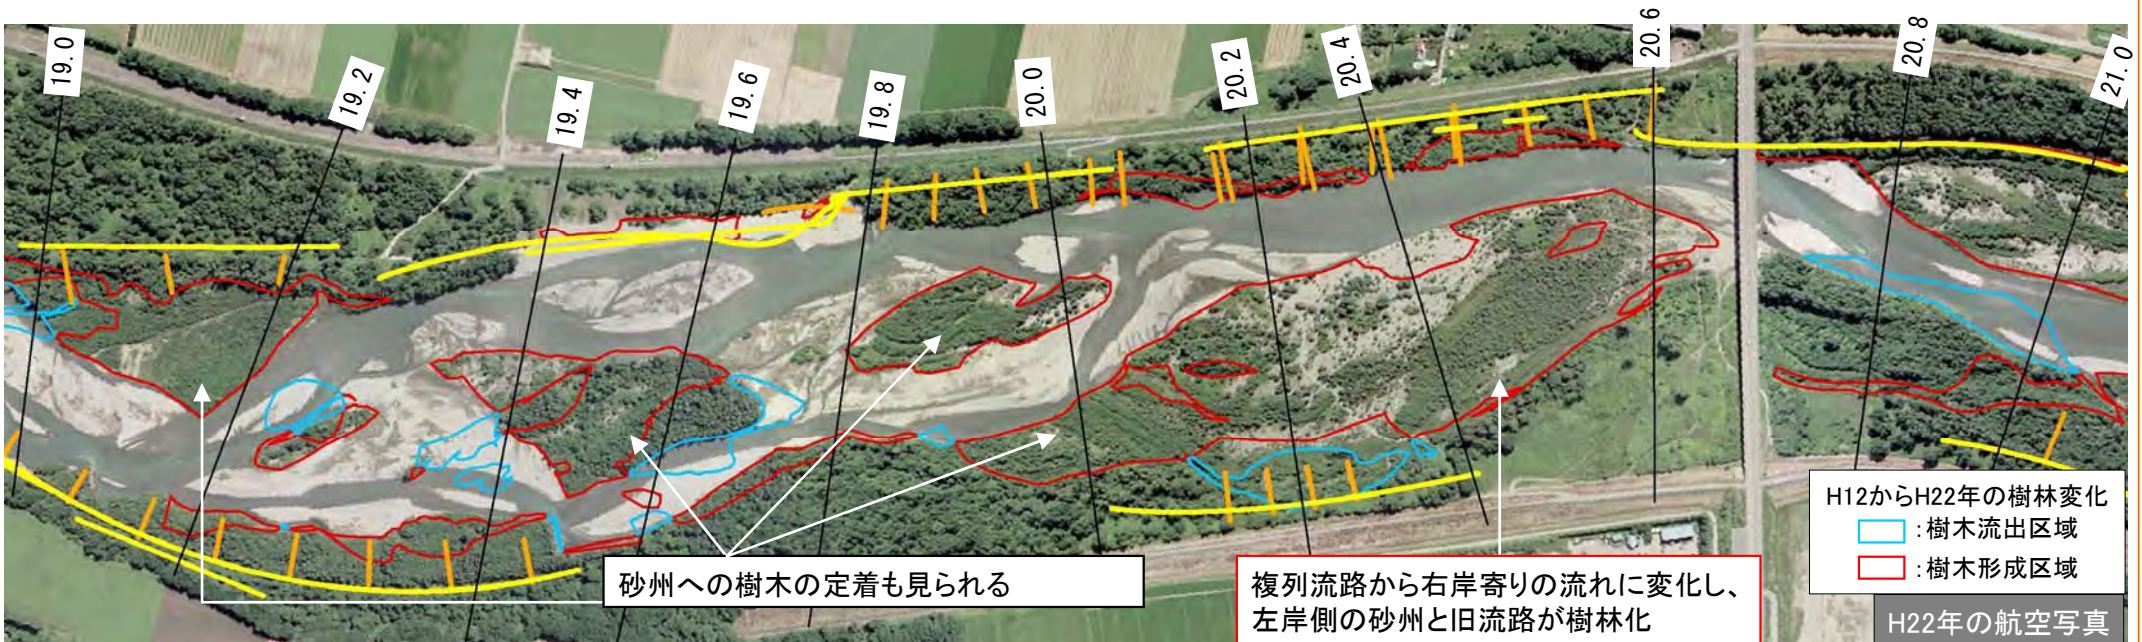 19.0
19.2
19.4
19.6
19.8
20.0
20.2
20.4
20.6
20.8
21.0
砂州への樹木の定着も見られる
複列流路から右岸寄りの流れに変化し、
左岸側の砂州と旧流路が樹林化
H12からH22年の樹林変化
:樹木流出区域
:樹木形成区域
H22年の航空写真